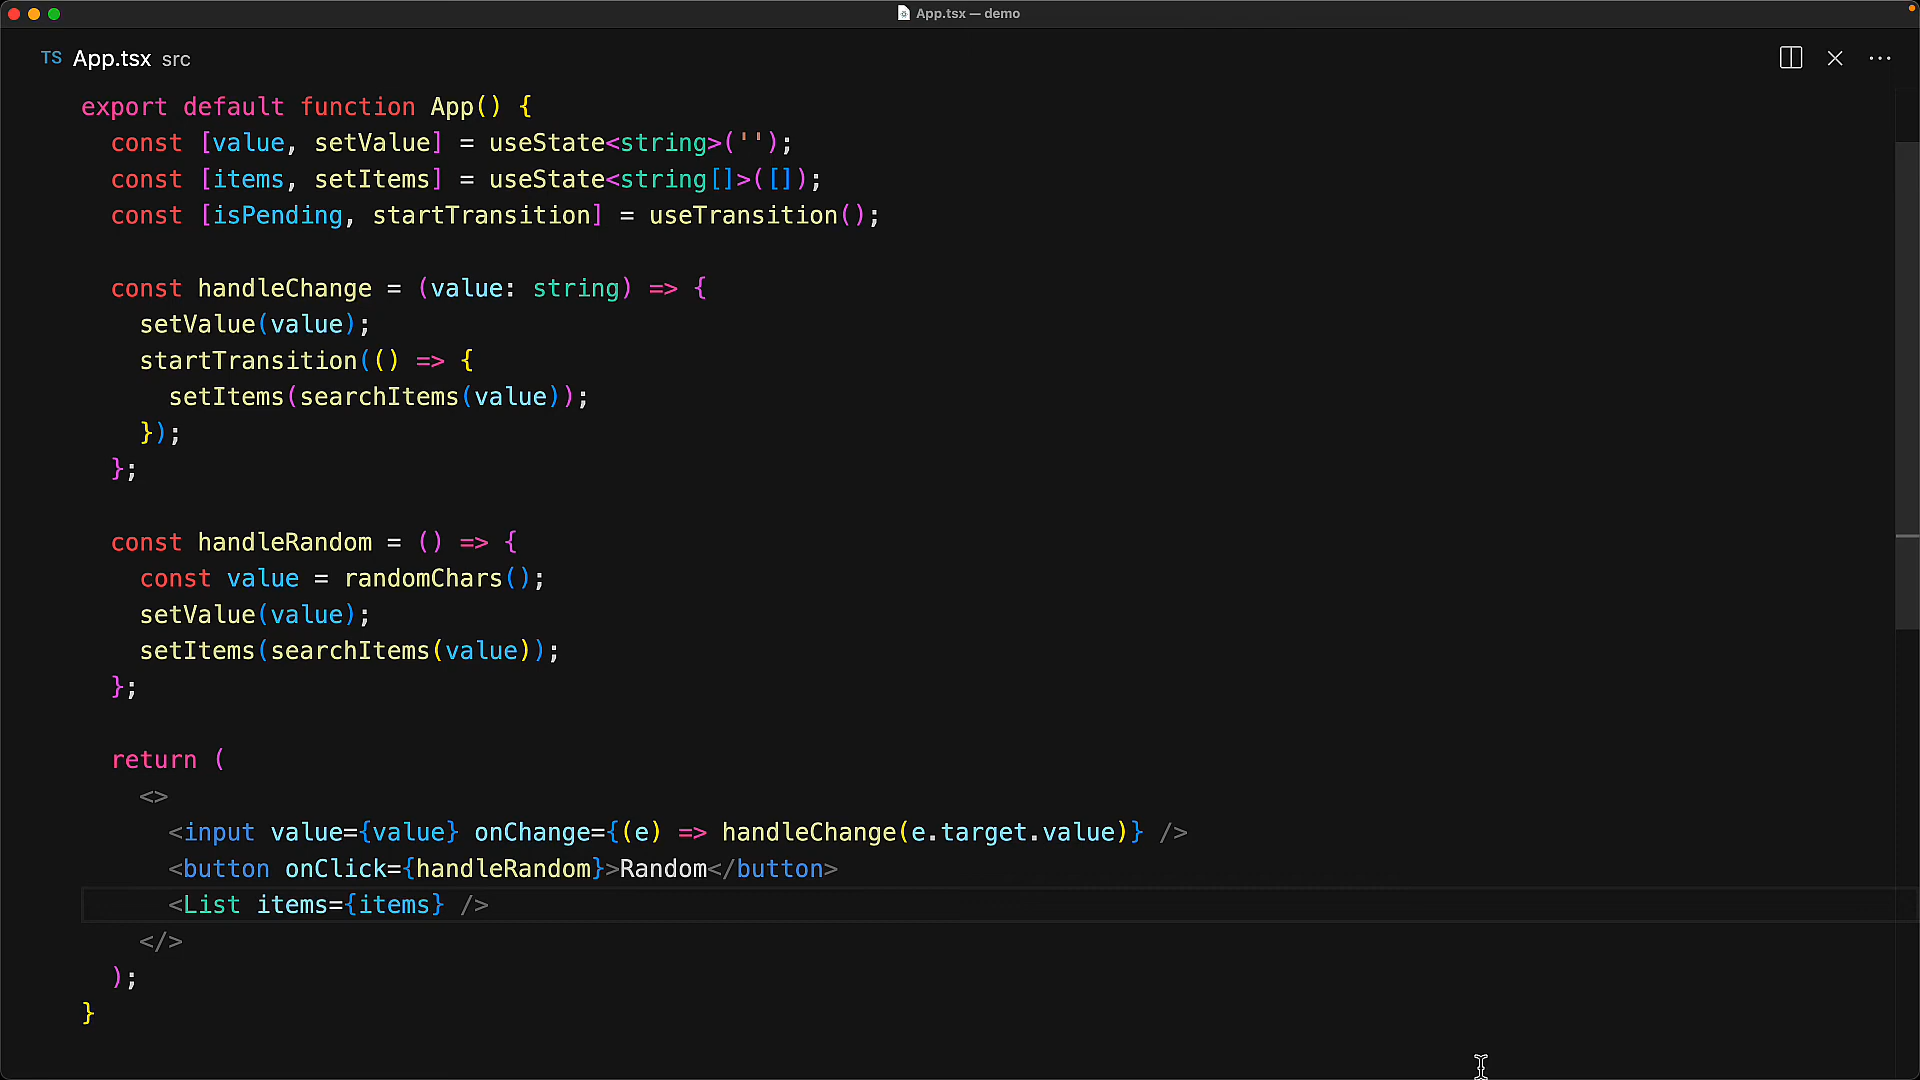 App.tsx — demo
TS App.tsx src
export default function App() {
  const [value, setValue] = useState<string>('');
  const [items, setItems] = useState<string[]>([]);
  const [isPending, startTransition] = useTransition();

  const handleChange = (value: string) => {
    setValue(value);
    startTransition(() => {
      setItems(searchItems(value));
    });
  };

  const handleRandom = () => {
    const value = randomChars();
    setValue(value);
    setItems(searchItems(value));
  };

  return (
    <>
      <input value={value} onChange={(e) => handleChange(e.target.value)} />
      <button onClick={handleRandom}>Random</button>
      <List items={items} />
    </>
  );
}